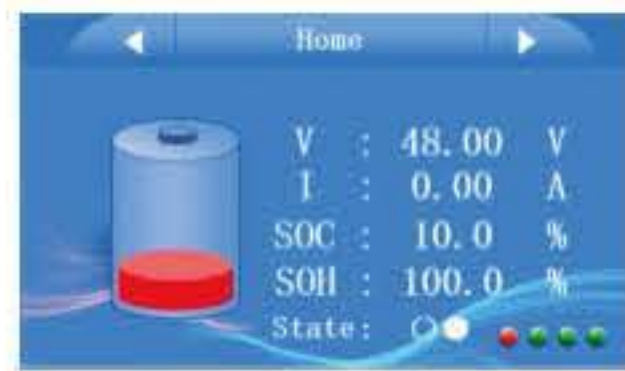 Home
V : 48.00 V
I : 0.00 A
SOC : 10.0 %
SOH : 100.0 %
State: